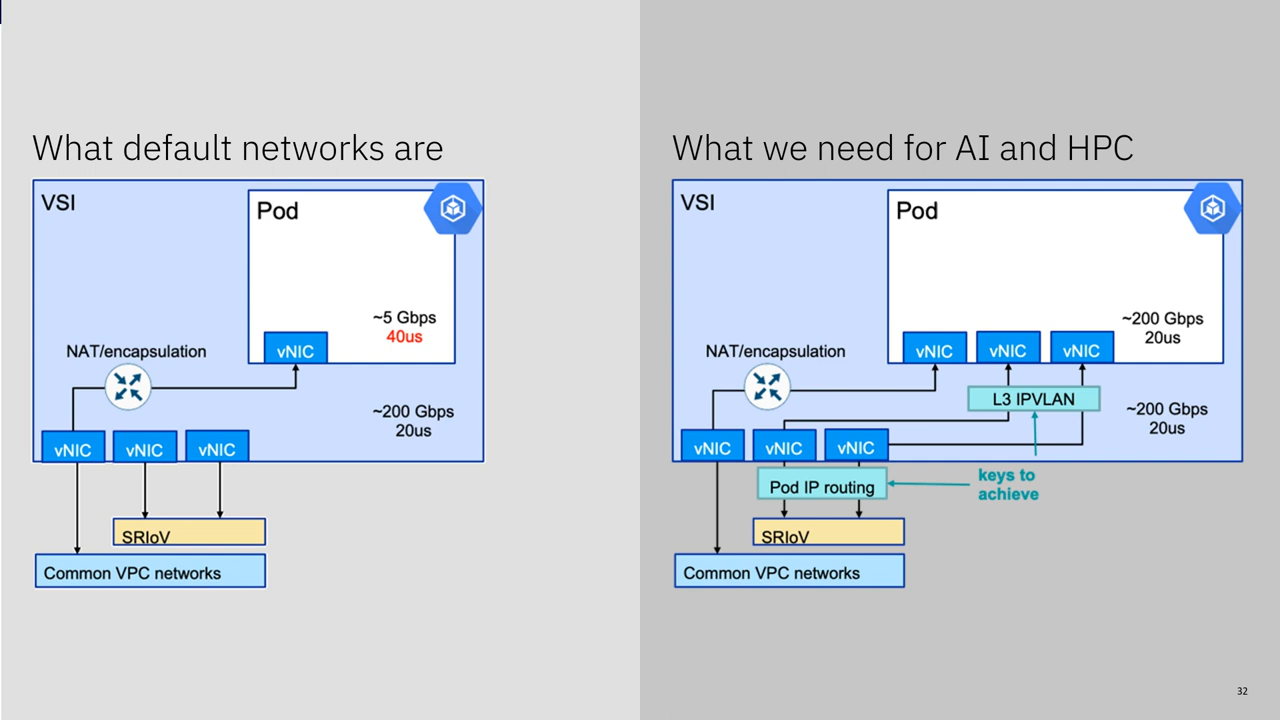 What default networks are
VSI
Pod
~5 Gbps
40us
vNIC
NAT/encapsulation
~200 Gbps
20us
vNIC
vNIC
vNIC
SRIoV
Common VPC networks
What we need for AI and HPC
VSI
Pod
~200 Gbps
20us
vNIC
vNIC
vNIC
NAT/encapsulation
L3 IPVLAN
~200 Gbps
20us
vNIC
vNIC
vNIC
Pod IP routing
keys to
achieve
SRIoV
Common VPC networks
32